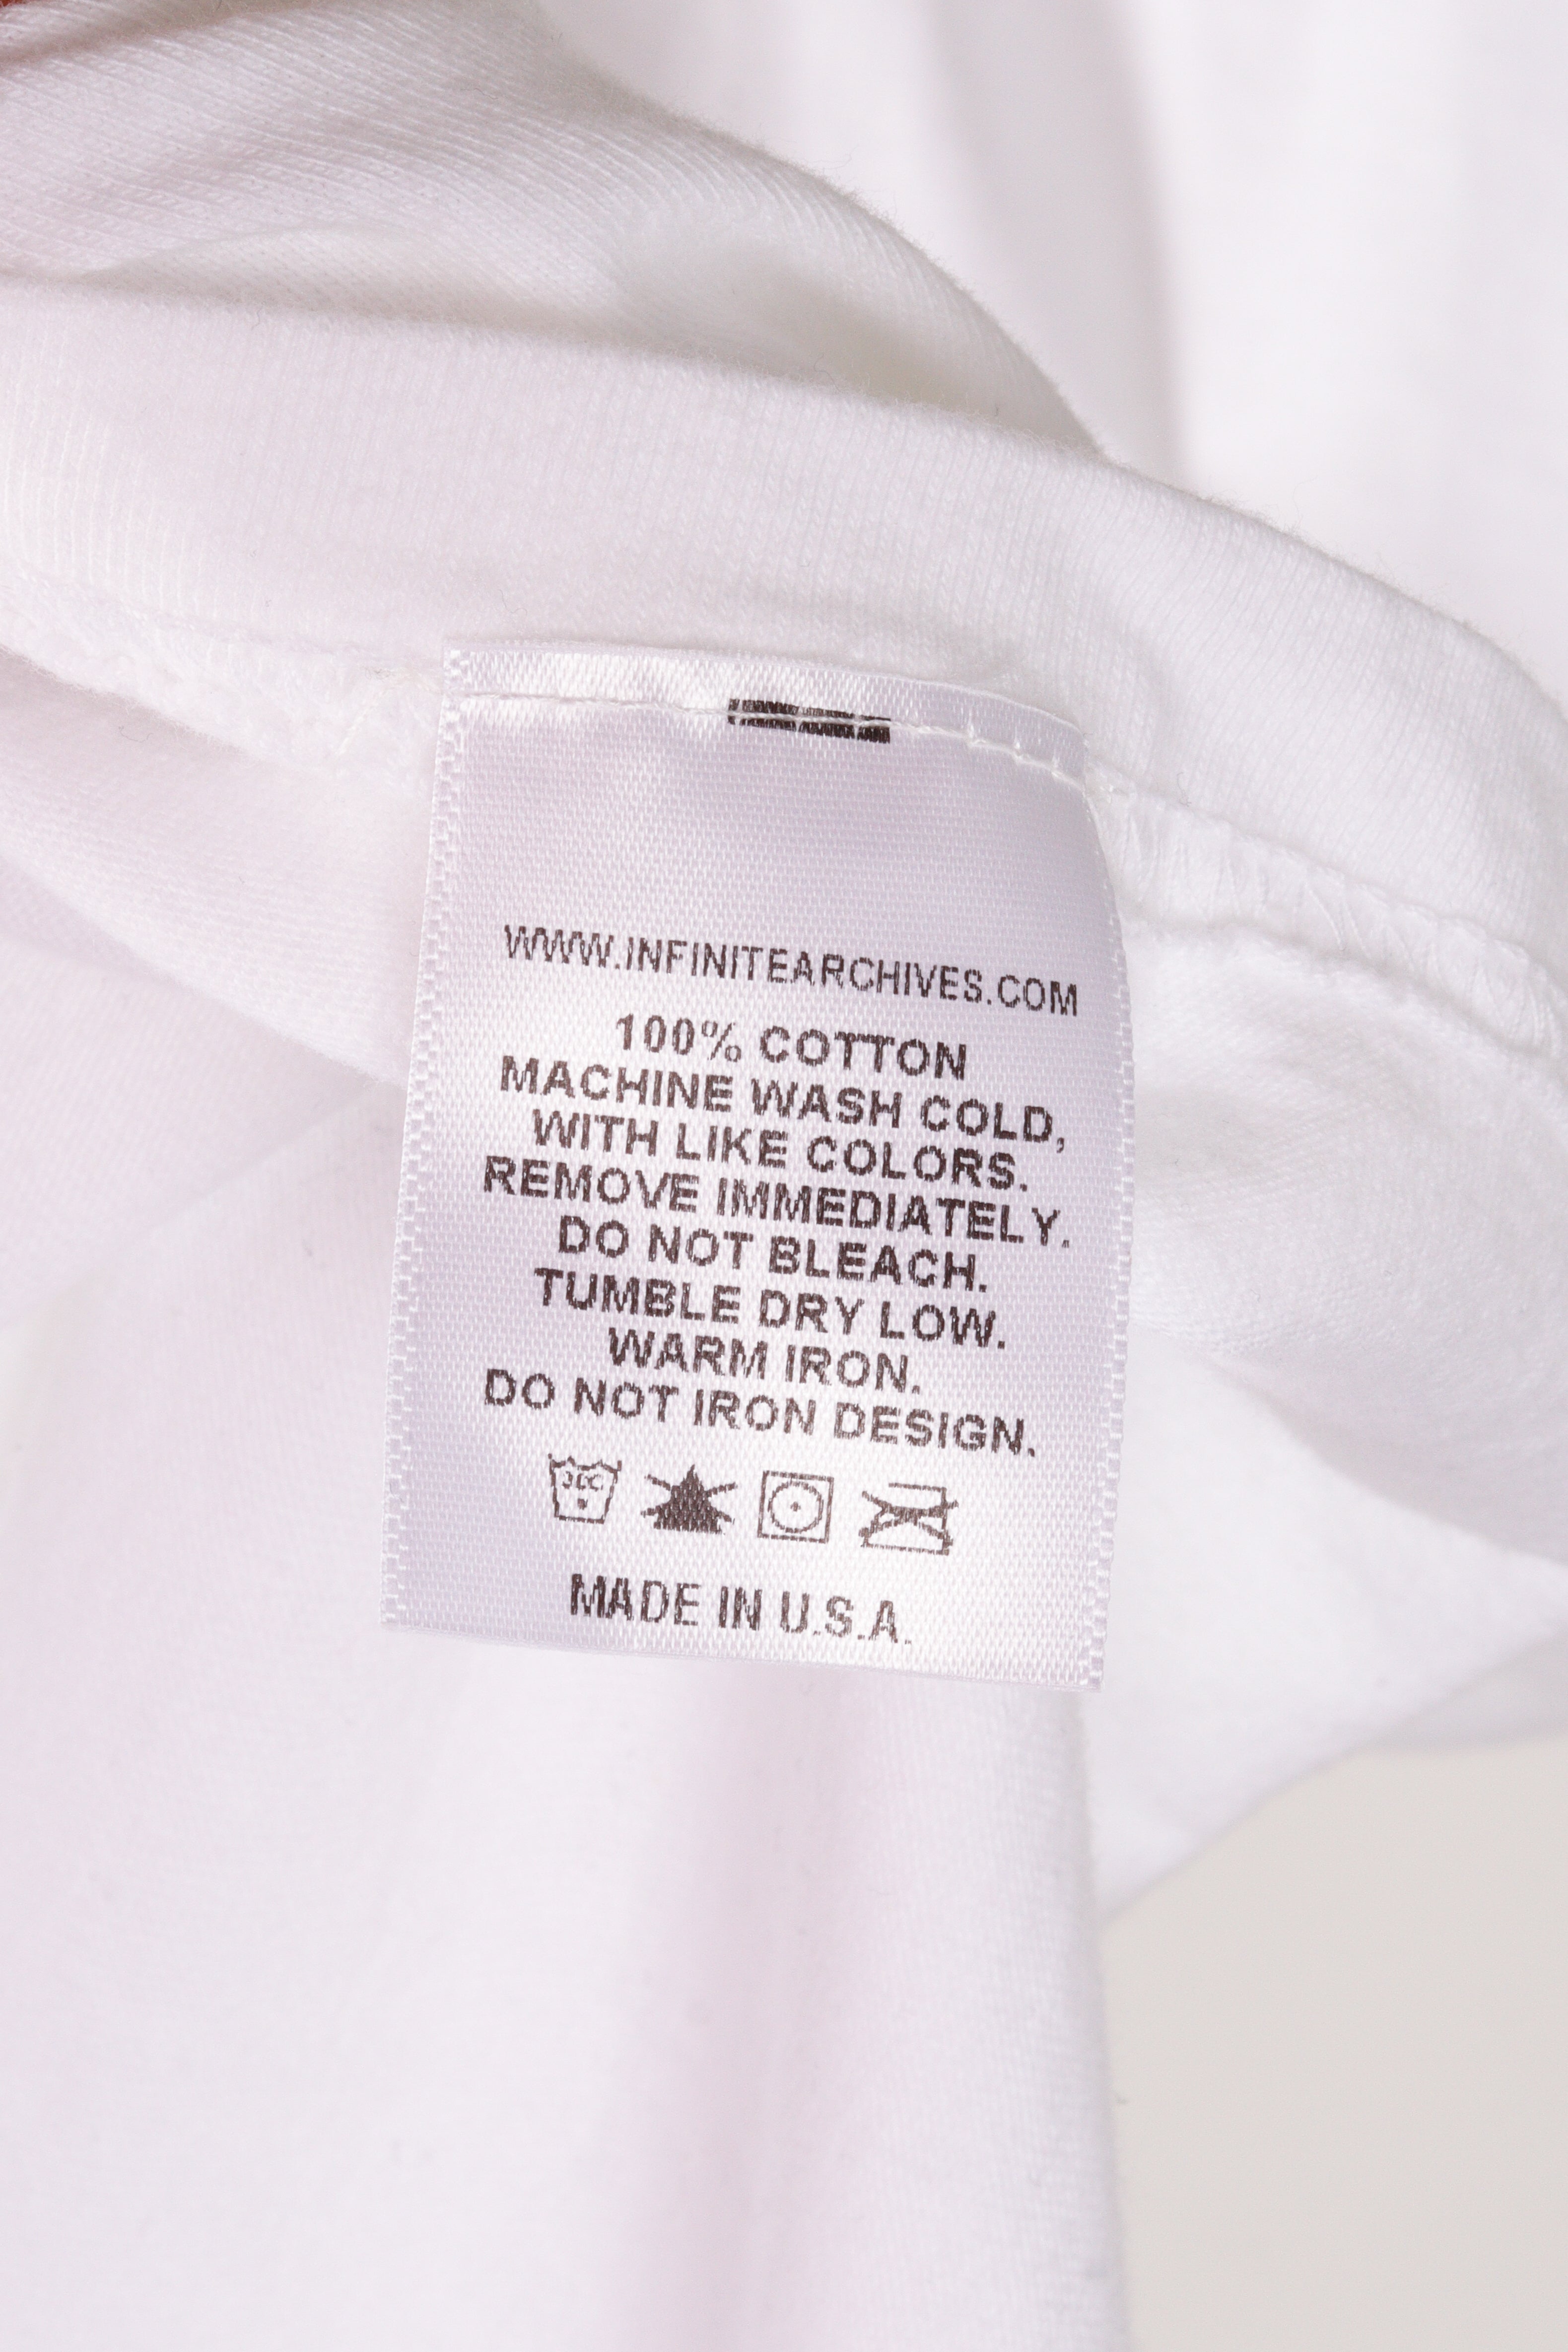 WWW.INFINITEARCHIVES.COM
100% COTTON
MACHINE WASH COLD,
WITH LIKE COLORS.
REMOVE IMMEDIATELY.
DO NOT BLEACH.
TUMBLE DRY LOW.
WARM IRON.
DO NOT IRON DESIGN.
MADE IN U.S.A.